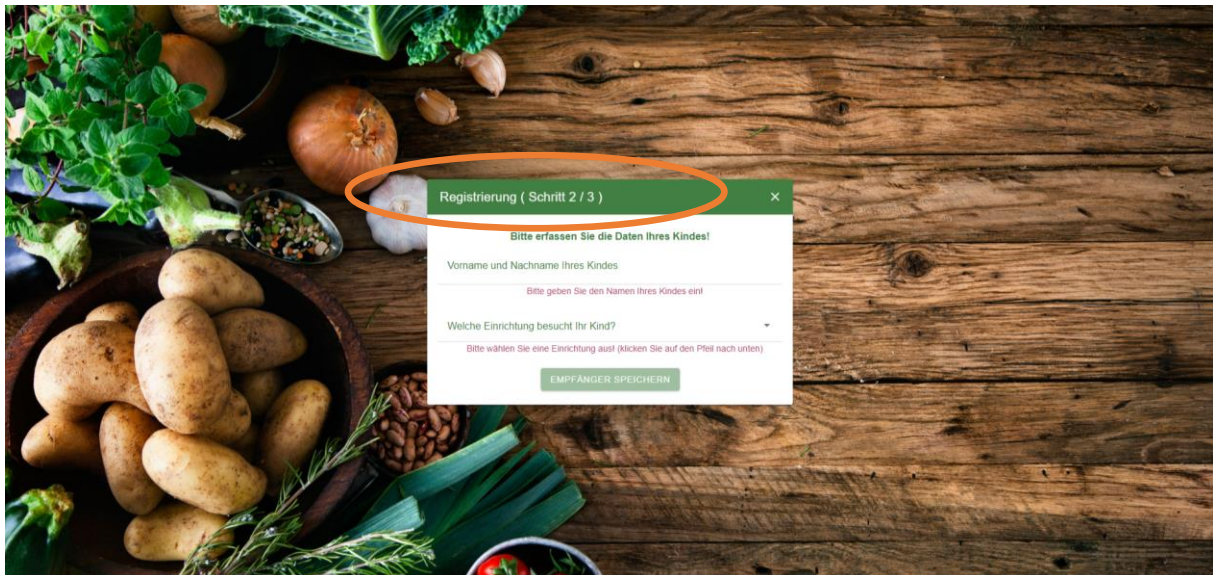 Registrierung ( Schritt 2 / 3 )
Bitte erfassen Sie die Daten Ihres Kindes!
Vorname und Nachname Ihres Kindes
Bitte geben Sie den Namen Ihres Kindes ein!
Welche Einrichtung besucht Ihr Kind?
Bitte wählen Sie eine Einrichtung aus! (klicken Sie auf den Pfeil nach unten)
EMPFÄNGER SPEICHERN